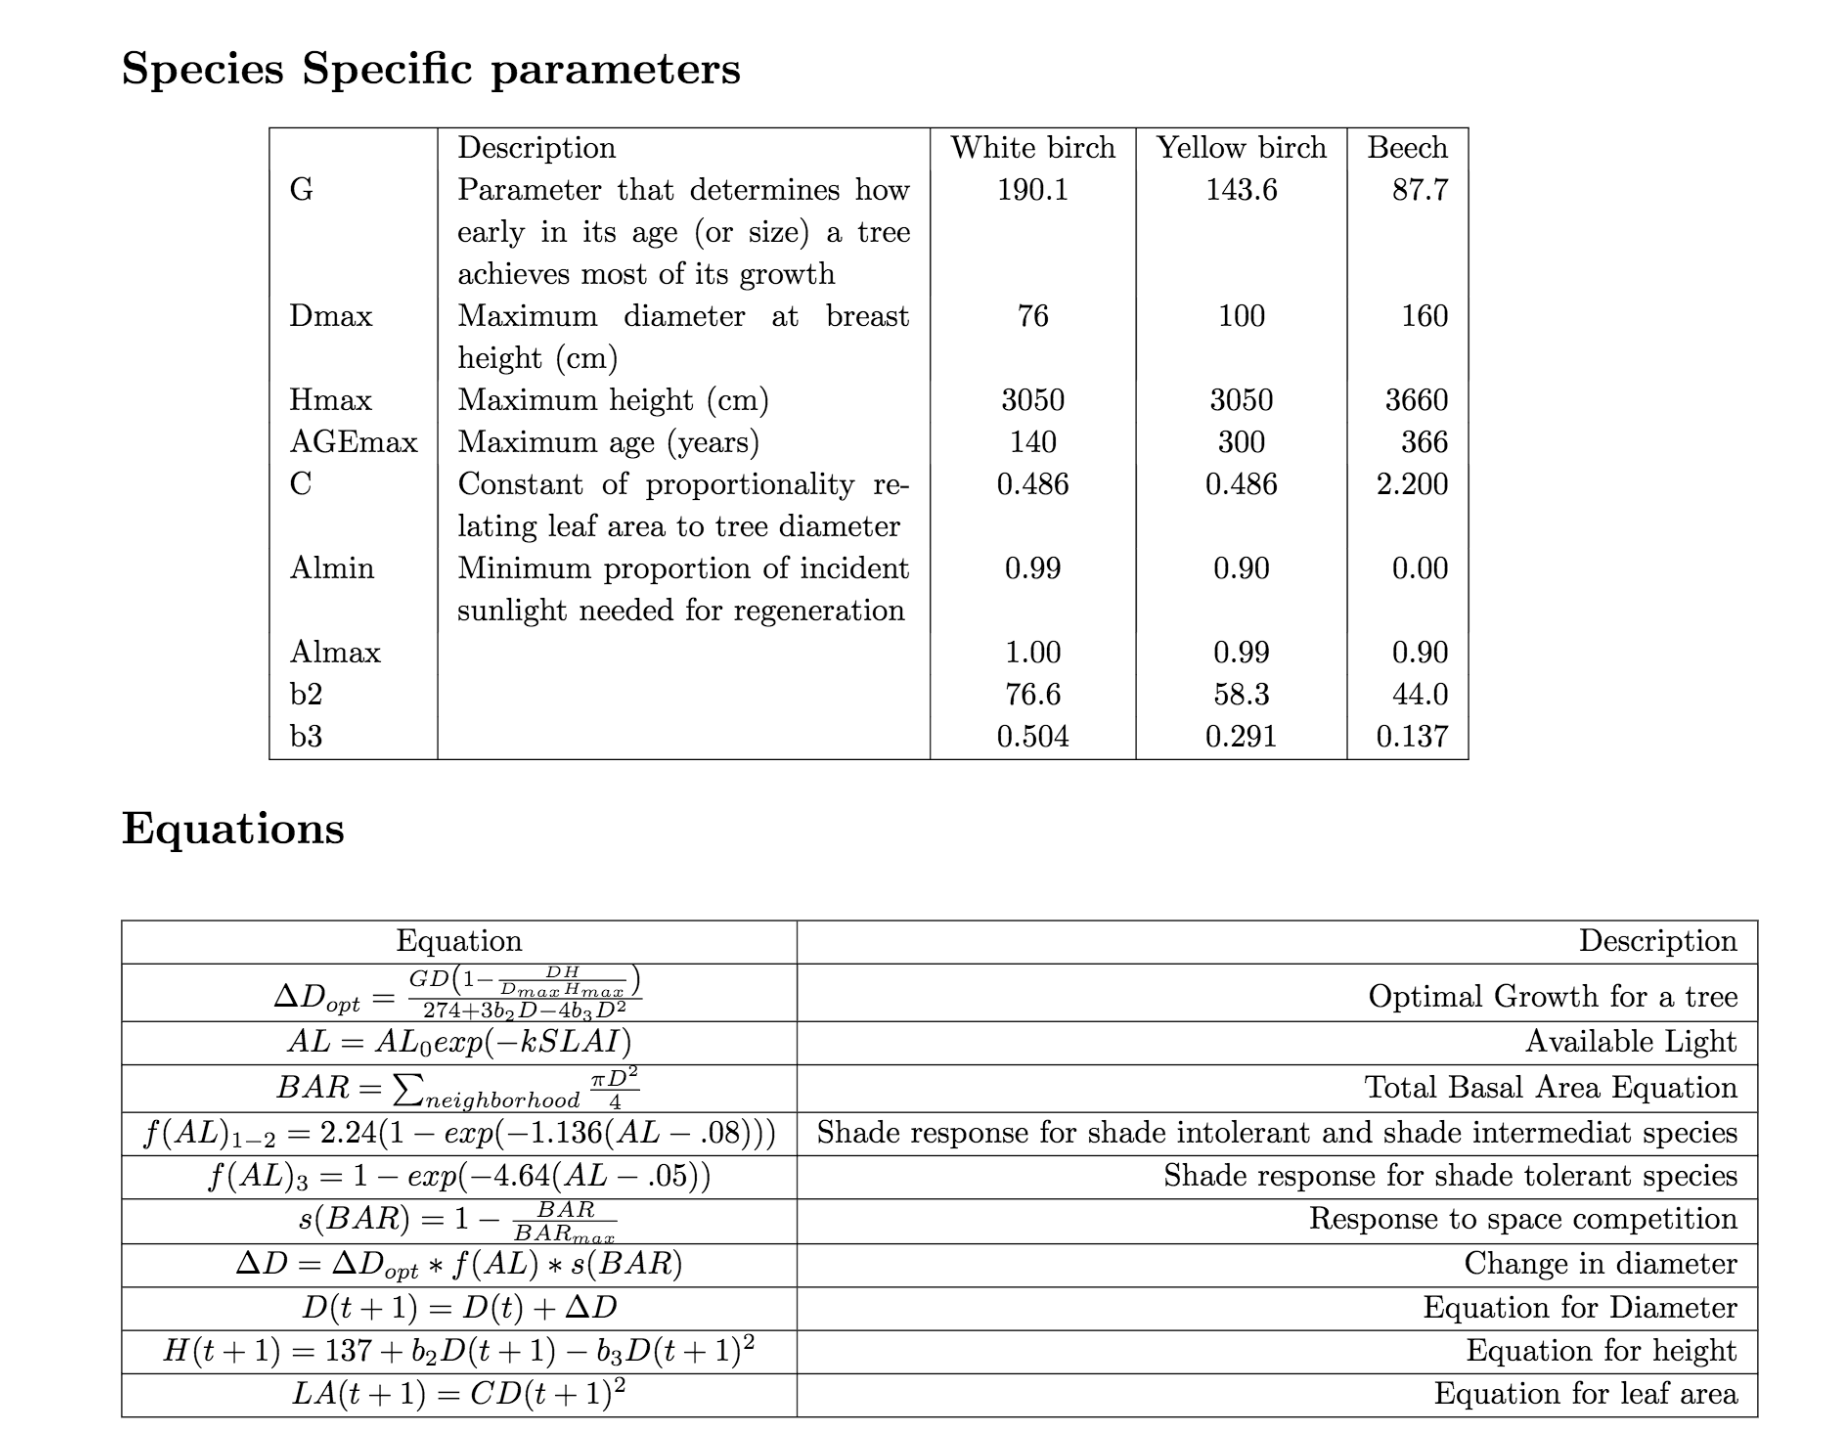 Species Specific parameters
Description White birch Yellow birch Beech
G Parameter that determines how 190.1 143.6 87.7
early in its age (or size) a tree
achieves most of its growth
Dmax Maximum diameter at breast 76 100 160
height (cm)
Hmax Maximum height (cm) 3050 3050 3660
AGEmax Maximum age (years) 140 300 366
C Constant of proportionality re- 0.486 0.486 2.200
lating leaf area to tree diameter
Almin Minimum proportion of incident 0.99 0.90 0.00
sunlight needed for regeneration
Almax 1.00 0.99 0.90
b2 76.6 58.3 44.0
b3 0.504 0.291 0.137
Equations
Equation Description
$\Delta D_{opt} = \frac{GD\left(1-\frac{DH}{D_{max}H_{max}}\right)}{274+3b_2D-4b_3D^2}$ Optimal Growth for a tree
$AL = AL_0exp(-kSLAI)$ Available Light
$BAR = \sum_{neighborhood} \frac{\pi D^2}{4}$ Total Basal Area Equation
$f(AL)_{1-2} = 2.24(1 - exp(-1.136(AL - .08)))$ Shade response for shade intolerant and shade intermediat species
$f(AL)_3 = 1 - exp(-4.64(AL - .05))$ Shade response for shade tolerant species
$s(BAR) = 1 - \frac{BAR}{BAR_{max}}$ Response to space competition
$\Delta D = \Delta D_{opt} * f(AL) * s(BAR)$ Change in diameter
$D(t + 1) = D(t) + \Delta D$ Equation for Diameter
$H(t + 1) = 137 + b_2D(t + 1) - b_3D(t + 1)^2$ Equation for height
$LA(t + 1) = CD(t + 1)^2$ Equation for leaf area